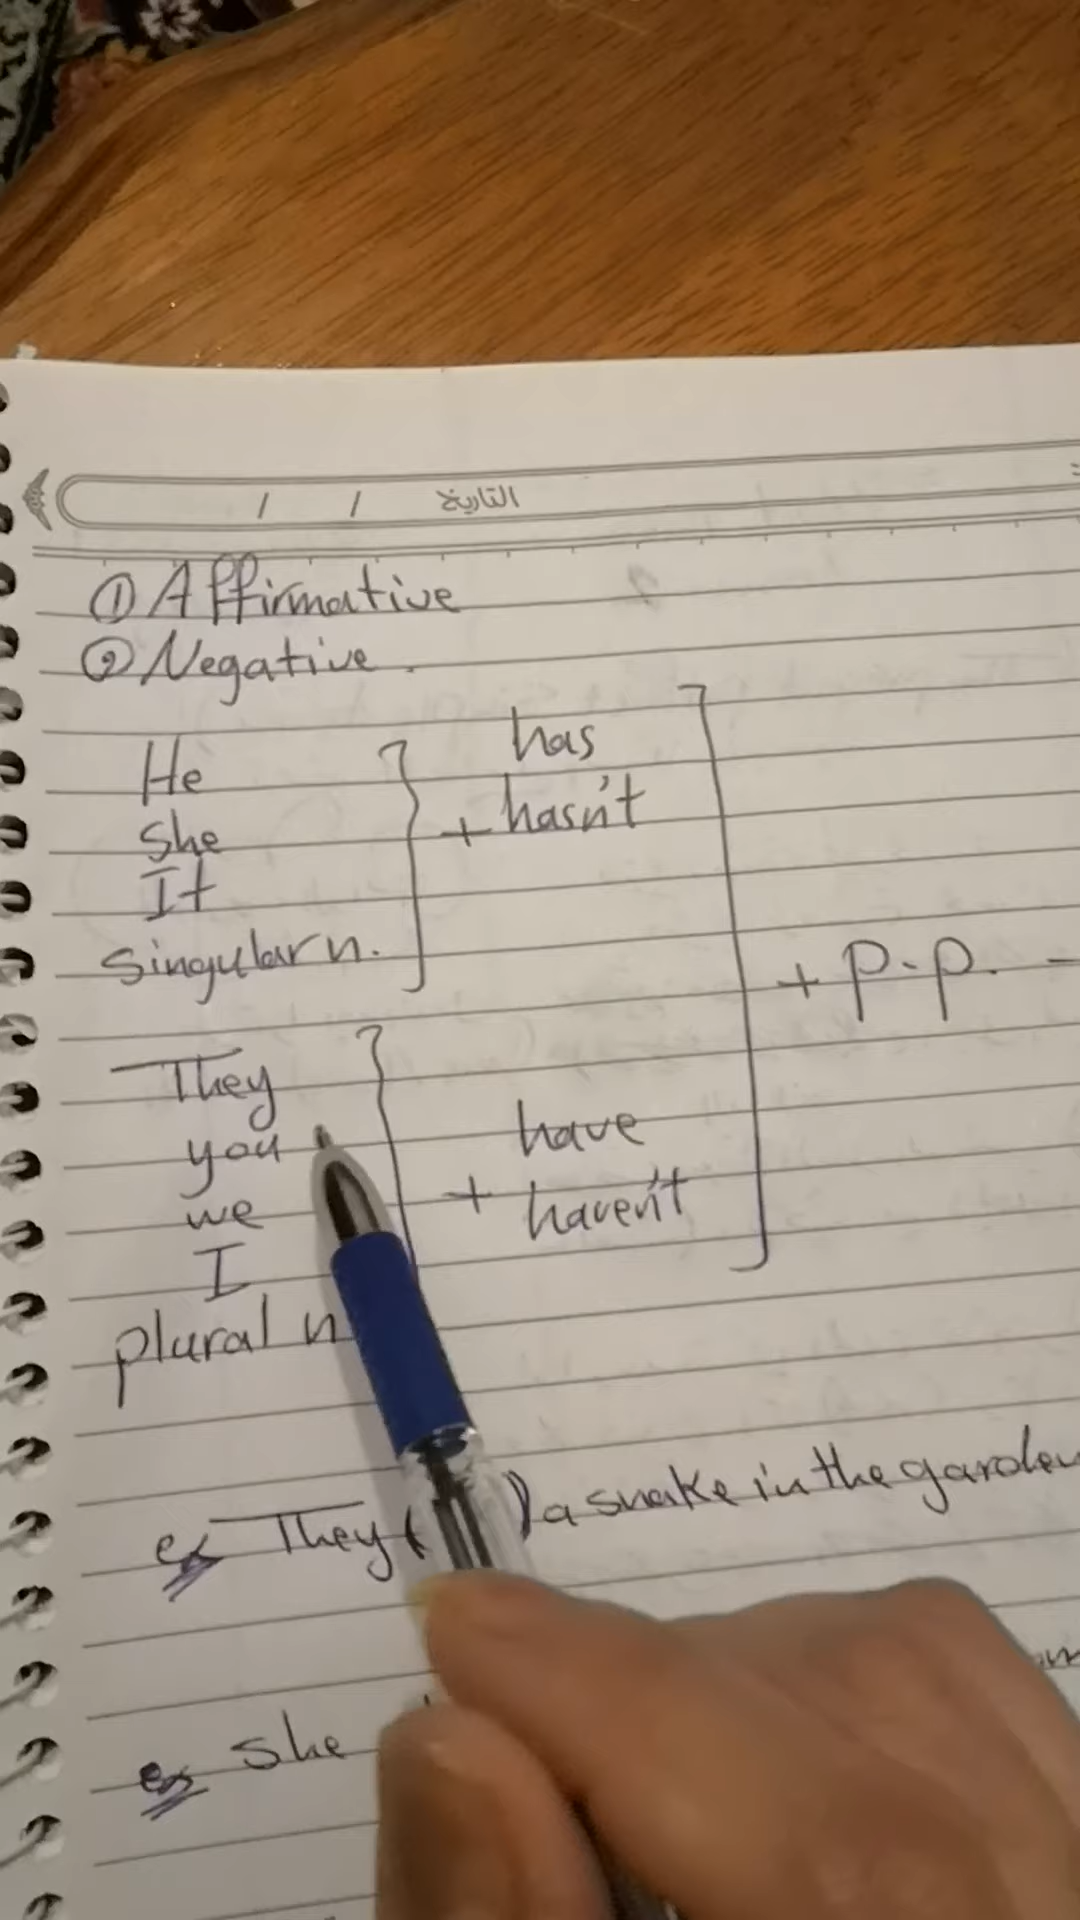 التاريخ / /
① Affirmative
② Negative.
He
She
It
singular n.
has
+ hasn't
They
you
we
I
plural n
have
+ haven't
+ p.p. -
ex They ( ) a snake in the garden
ex she